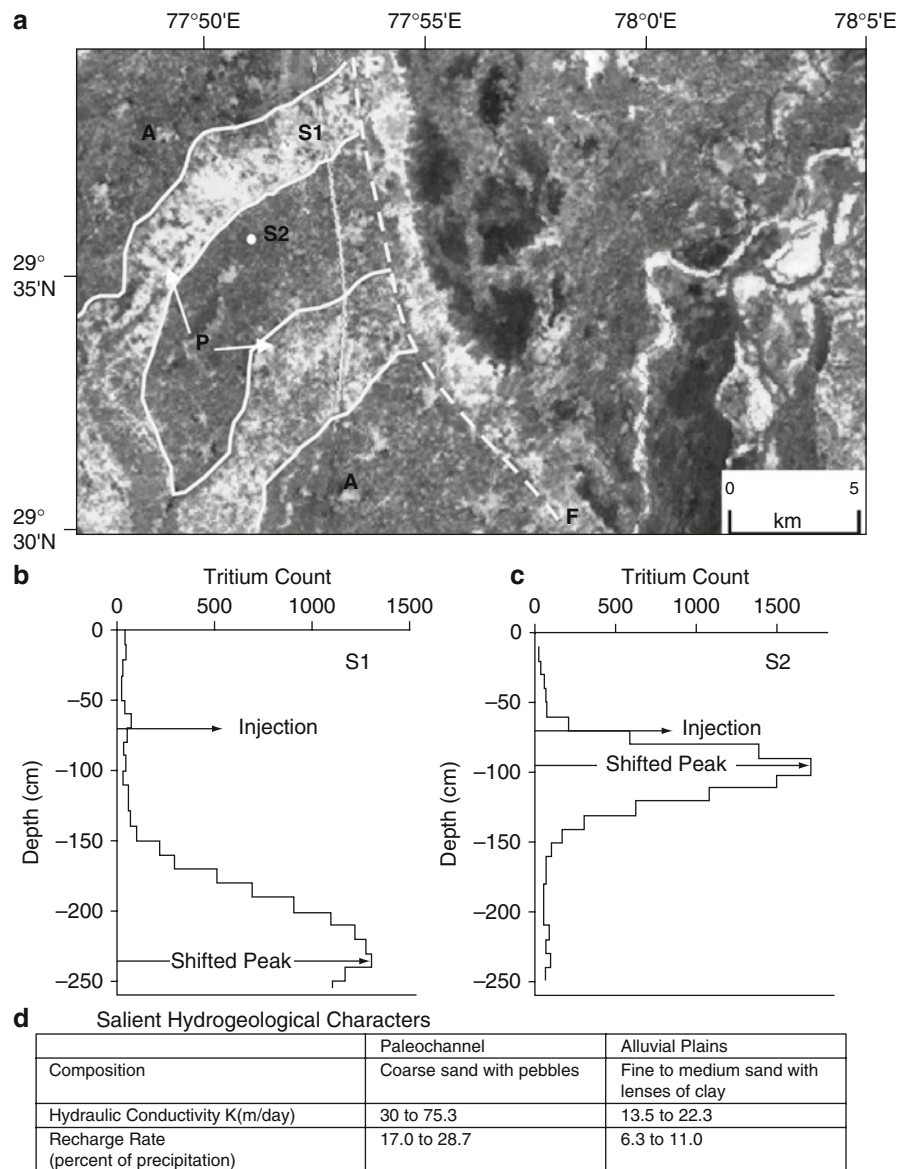 a
77°50'E 77°55'E 78°0'E 78°5'E
A
S1
S2
29°
35'N
P
A
F
0 5
km
29°
30'N
b
Tritium Count
0 500 1000 1500
0
–50
–100
–150
–200
–250
Depth (cm)
S1
Injection
Shifted Peak
c
Tritium Count
0 500 1000 1500
0
–50
–100
–150
–200
–250
Depth (cm)
S2
Injection
Shifted Peak
d Salient Hydrogeological Characters
Paleochannel Alluvial Plains
Composition Coarse sand with pebbles Fine to medium sand with
lenses of clay
Hydraulic Conductivity K(m/day) 30 to 75.3 13.5 to 22.3
Recharge Rate 17.0 to 28.7 6.3 to 11.0
(percent of precipitation)